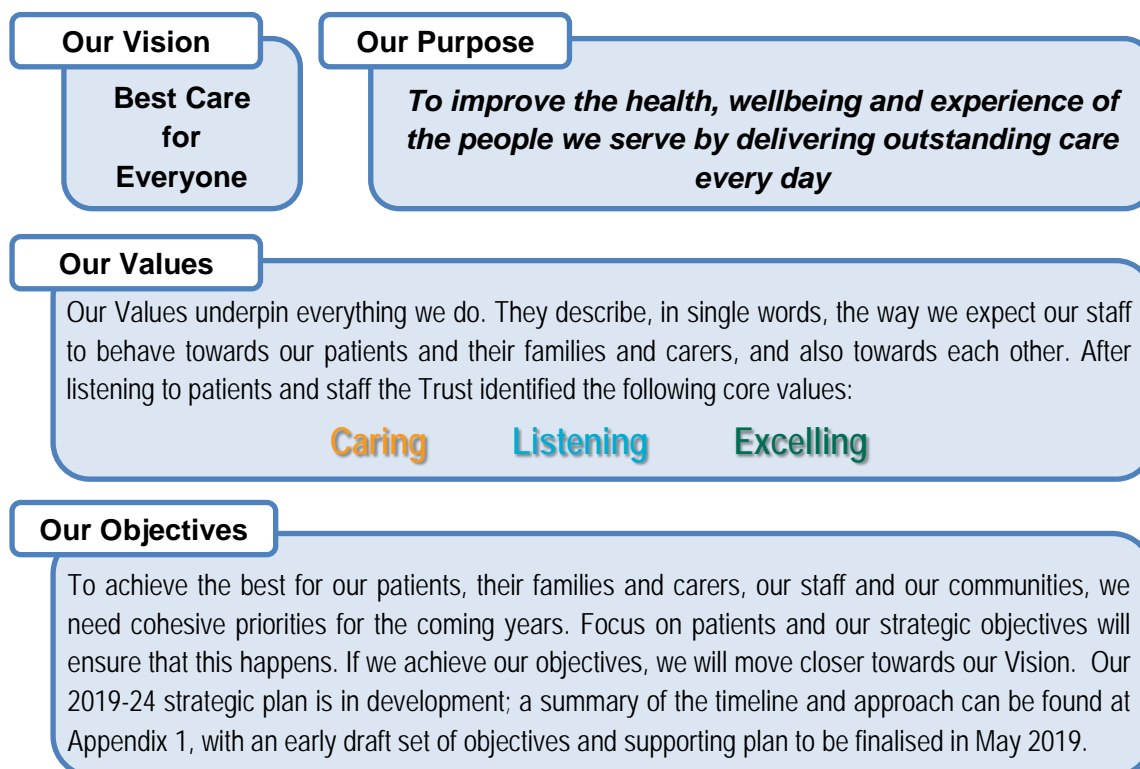 Our Vision
Best Care
for
Everyone
Our Purpose
To improve the health, wellbeing and experience of
the people we serve by delivering outstanding care
every day
Our Values
Our Values underpin everything we do. They describe, in single words, the way we expect our staff
to behave towards our patients and their families and carers, and also towards each other. After
listening to patients and staff the Trust identified the following core values:
Caring Listening Excelling
Our Objectives
To achieve the best for our patients, their families and carers, our staff and our communities, we
need cohesive priorities for the coming years. Focus on patients and our strategic objectives will
ensure that this happens. If we achieve our objectives, we will move closer towards our Vision. Our
2019-24 strategic plan is in development; a summary of the timeline and approach can be found at
Appendix 1, with an early draft set of objectives and supporting plan to be finalised in May 2019.